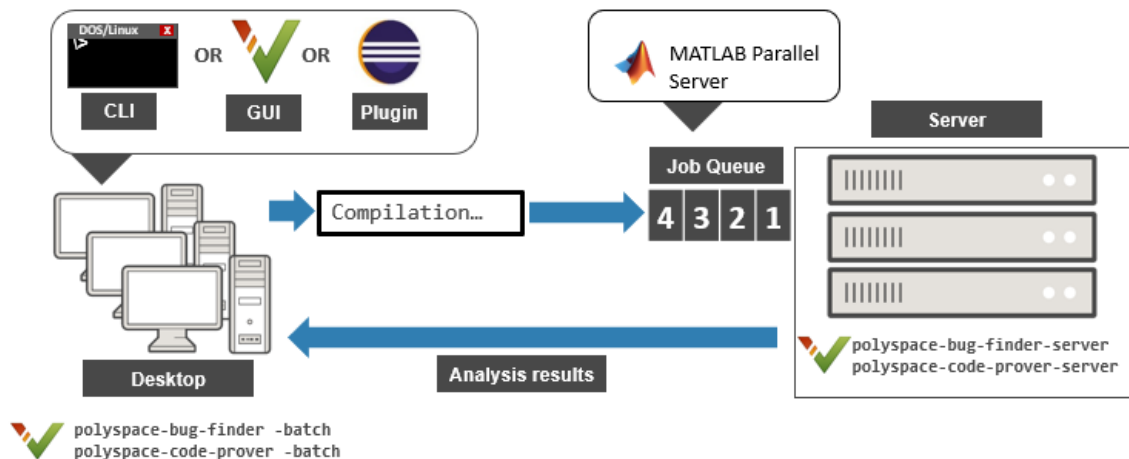 DOS/Linux X
\>
OR
OR
CLI
GUI
Plugin
MATLAB Parallel
Server
Server
Job Queue
4 3 2 1
Compilation…
Desktop
Analysis results
polyspace-bug-finder-server
polyspace-code-prover-server
polyspace-bug-finder -batch
polyspace-code-prover -batch